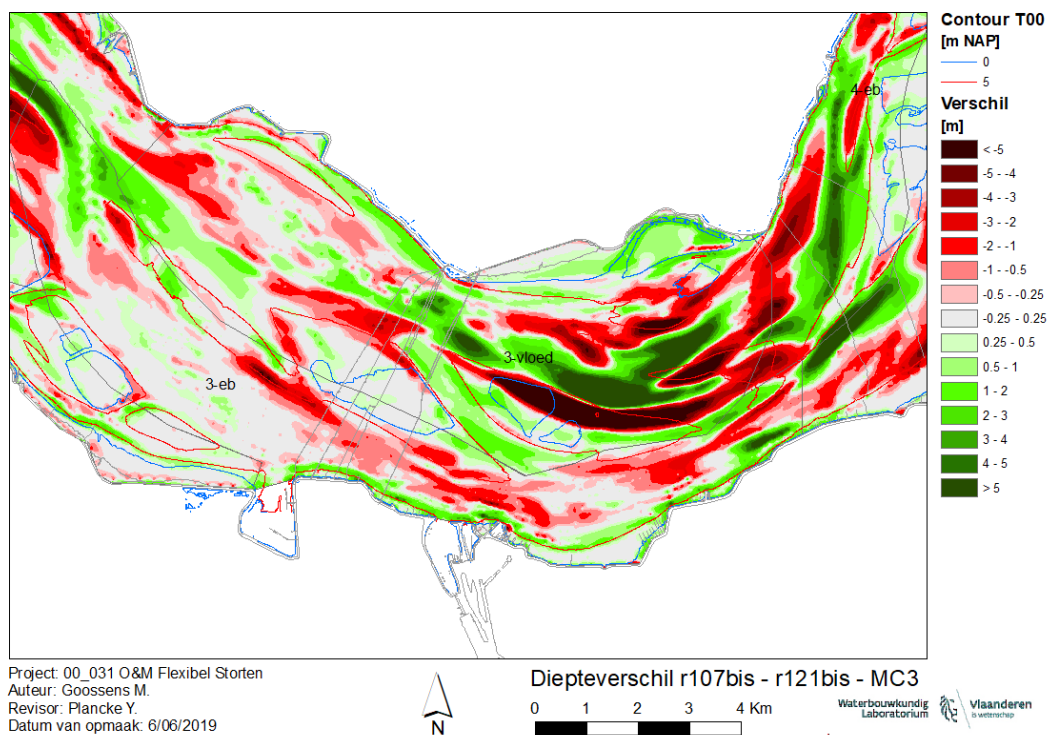 Contour T00
[m NAP]
0
5
Verschil
[m]
< -5
-5 - -4
-4 - -3
-3 - -2
-2 - -1
-1 - -0.5
-0.5 - -0.25
-0.25 - 0.25
0.25 - 0.5
0.5 - 1
1 - 2
2 - 3
3 - 4
4 - 5
> 5
4-eb
3-vloed
3-eb
Project: 00_031 O&M Flexibel Storten
Auteur: Goossens M.
Revisor: Plancke Y.
Datum van opmaak: 6/06/2019
N
Diepteverschil r107bis - r121bis - MC3
0 1 2 3 4 Km
Waterbouwkundig
Laboratorium
Vlaanderen
is wetenschap